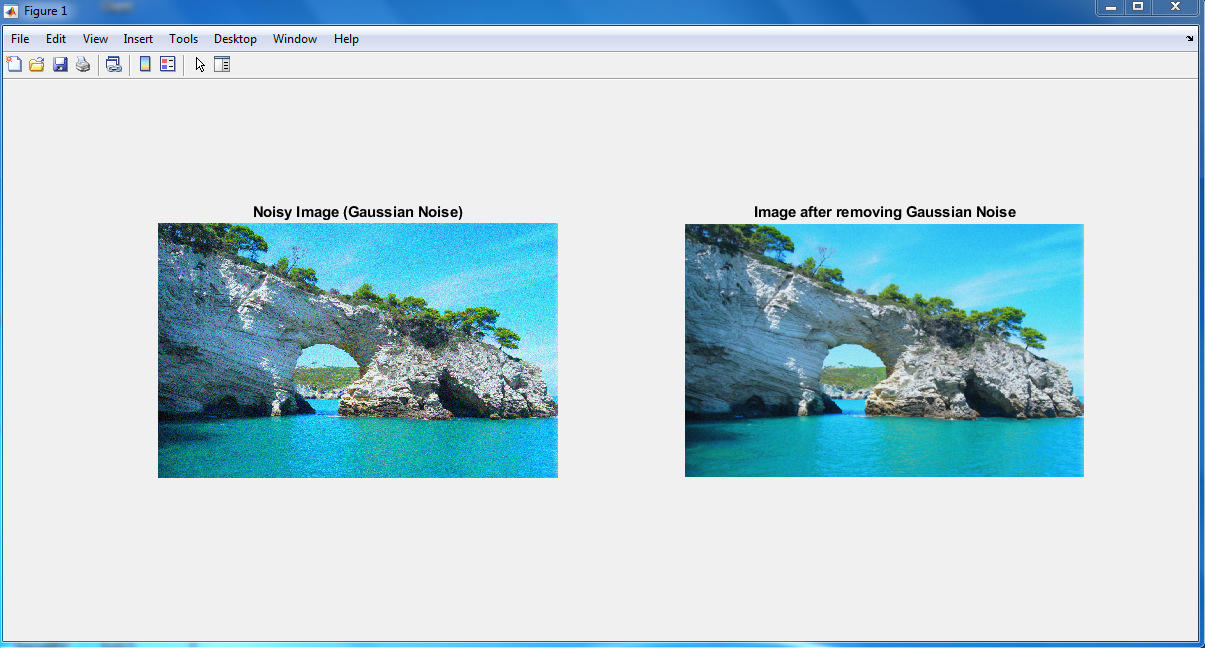 Figure 1
File Edit View Insert Tools Desktop Window Help
Noisy Image (Gaussian Noise)
Image after removing Gaussian Noise